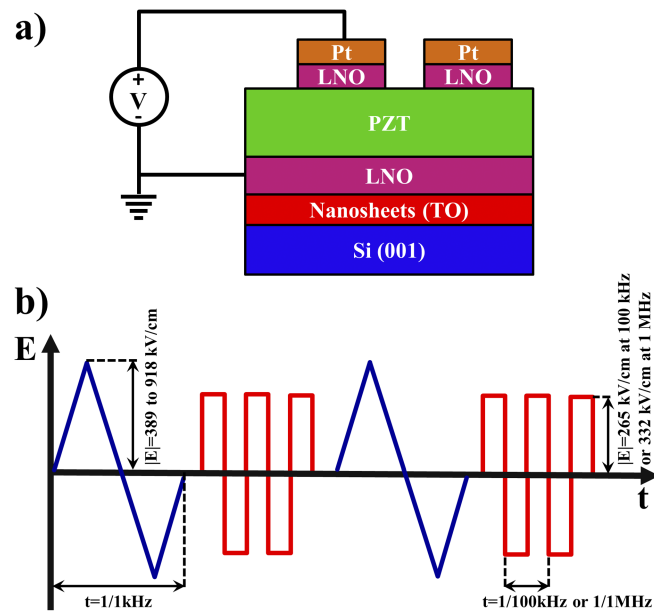 a)
Pt
Pt
LNO
LNO
+
V
-
PZT
LNO
Nanosheets (TO)
Si (001)
b)
E
|E|=389 to 918 kV/cm
|E|=265 kV/cm at 100 kHz
or 332 kV/cm at 1 MHz
t
t=1/1kHz
t=1/100kHz or 1/1MHz